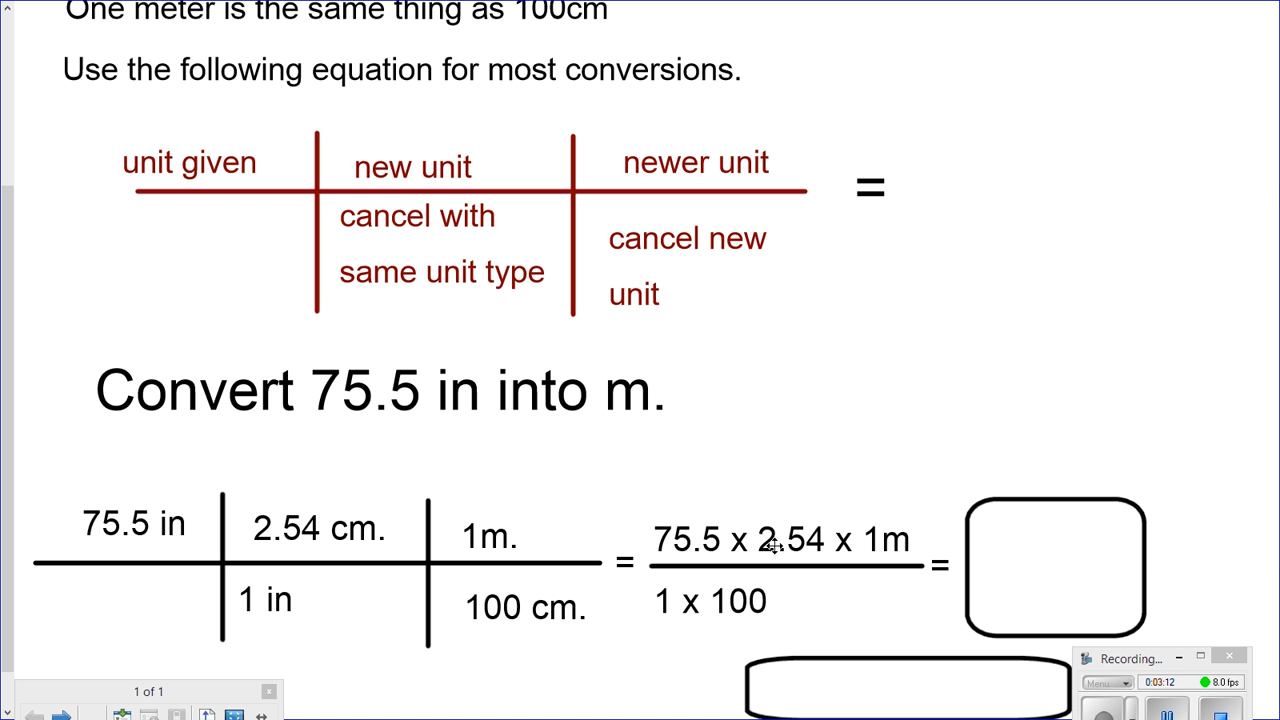 One meter is the same thing as 100cm
Use the following equation for most conversions.
unit given new unit newer unit
=
cancel with
same unit type
cancel new
unit
Convert 75.5 in into m.
75.5 in 2.54 cm. 1m. = 75.5 x 2.54 x 1m =
1 in 100 cm. 1 x 100
Recording...
Menu 0:03:12 8.0 fps
1 of 1